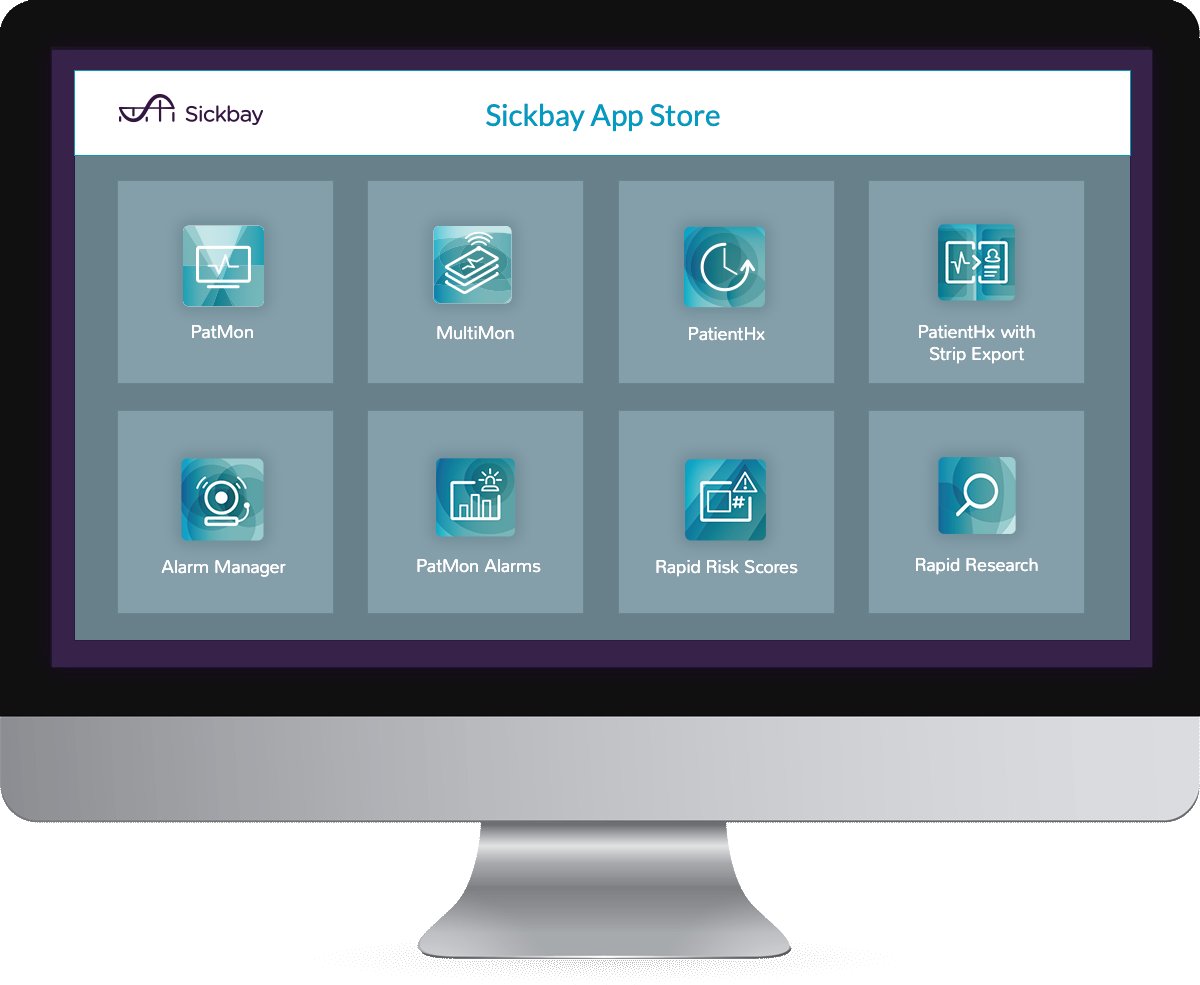 Sickbay
Sickbay App Store
PatMon
MultiMon
PatientHx
PatientHx with
Strip Export
Alarm Manager
PatMon Alarms
#
Rapid Risk Scores
Rapid Research